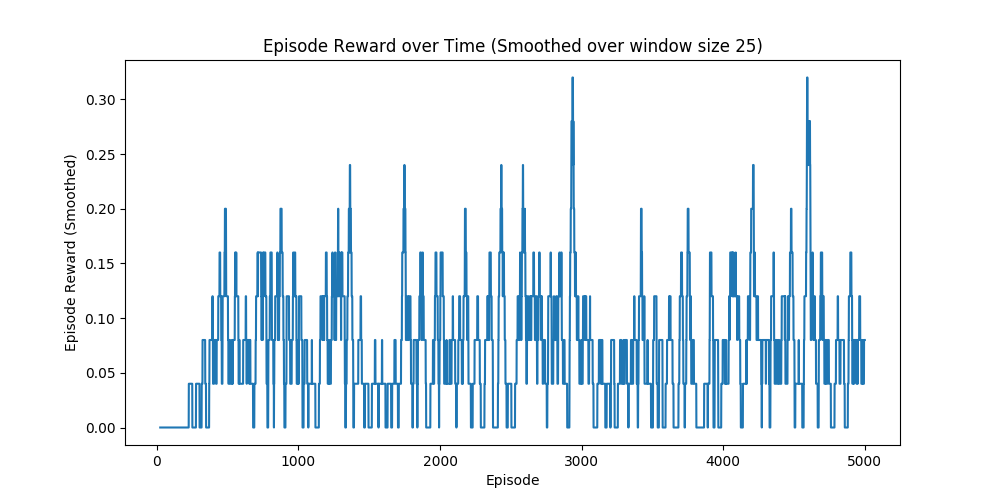 Episode Reward over Time (Smoothed over window size 25)
Episode Reward (Smoothed)
0.30
0.25
0.20
0.15
0.10
0.05
0.00
0 1000 2000 3000 4000 5000
Episode